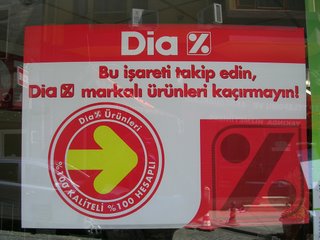 Dia %
Bu işareti takip edin,
Dia % markalı ürünleri kaçırmayın!
Dia% Ürünleri
%100 KALİTELİ %100 HESAPLI
%